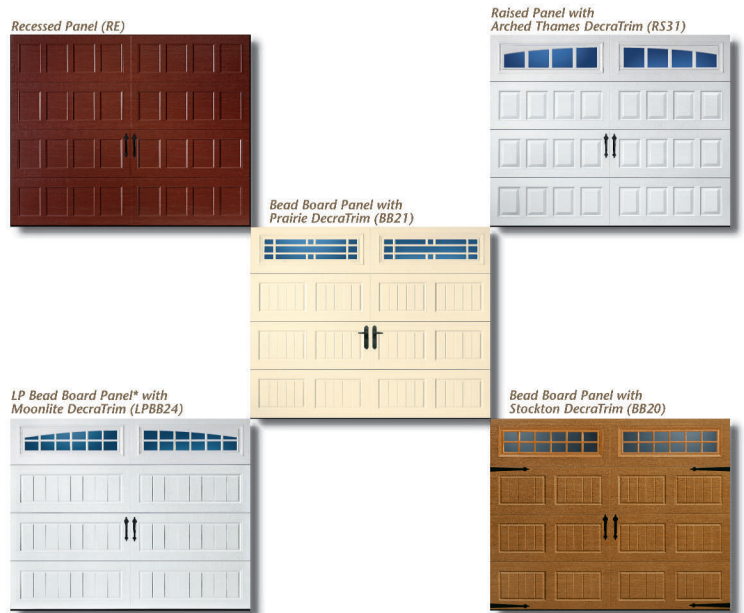 Recessed Panel (RE)
Raised Panel with
Arched Thames DecraTrim (RS31)
Bead Board Panel with
Prairie DecraTrim (BB21)
LP Bead Board Panel* with
Moonlite DecraTrim (LPBB24)
Bead Board Panel with
Stockton DecraTrim (BB20)